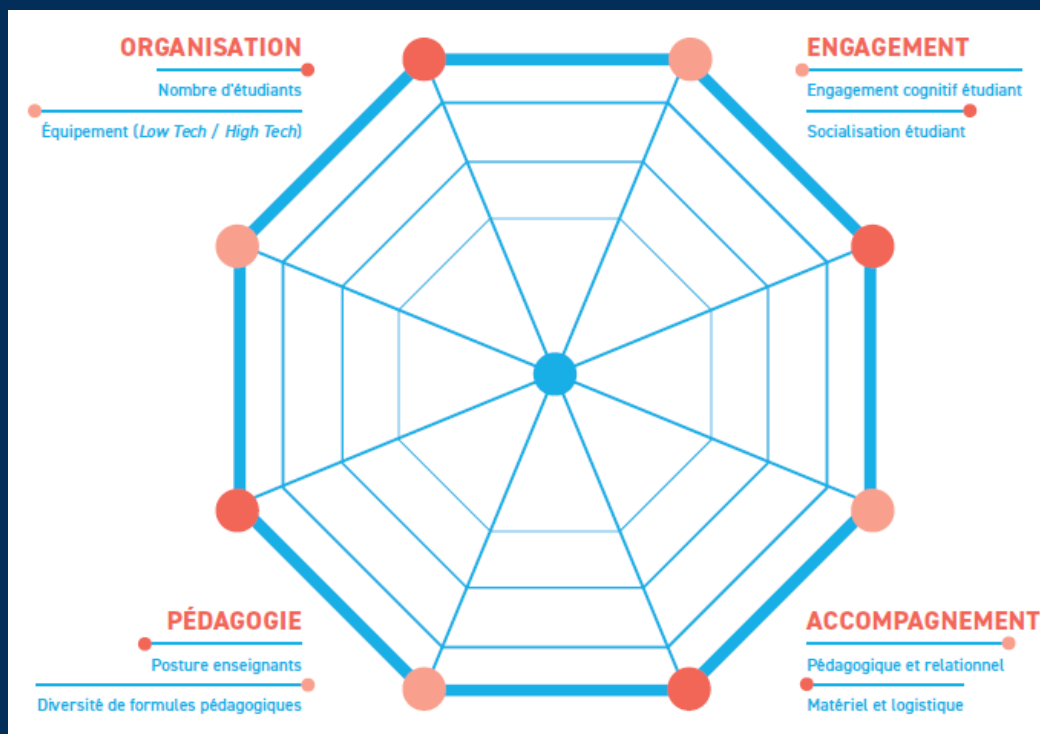 ORGANISATION
Nombre d'étudiants
Équipement (Low Tech / High Tech)
ENGAGEMENT
Engagement cognitif étudiant
Socialisation étudiant
PÉDAGOGIE
Posture enseignants
Diversité de formules pédagogiques
ACCOMPAGNEMENT
Pédagogique et relationnel
Matériel et logistique